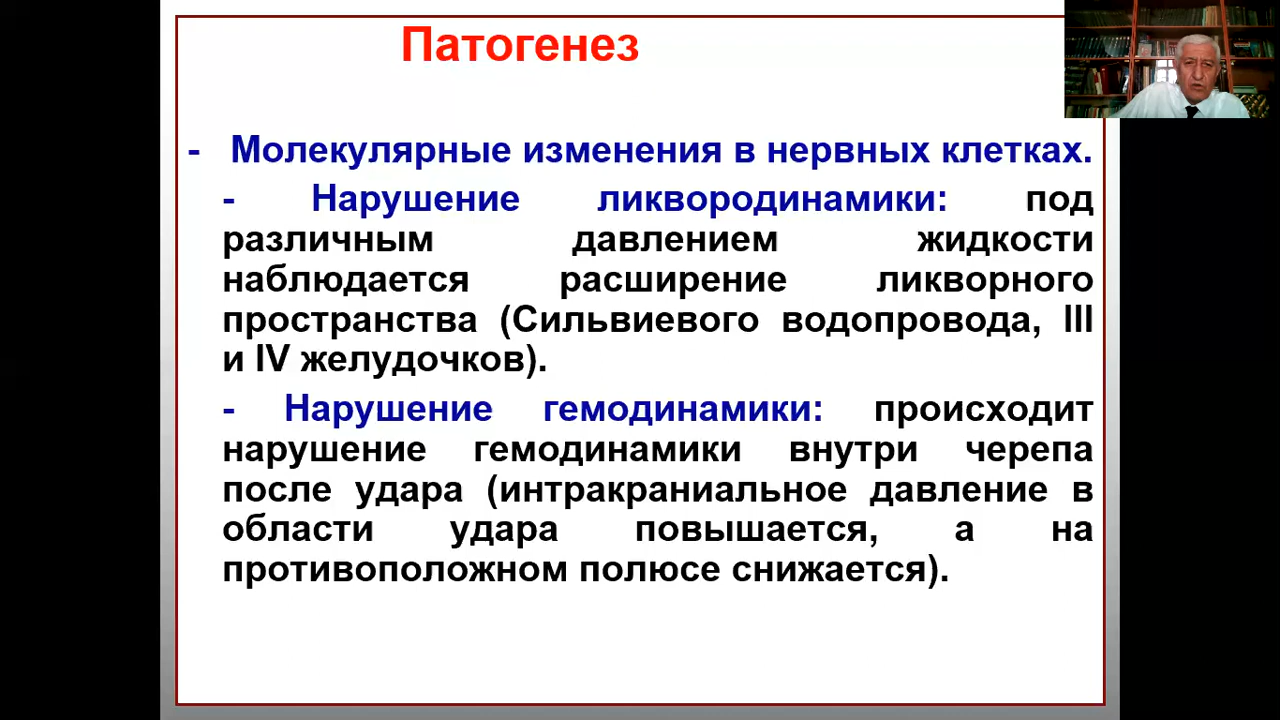 Патогенез
- Молекулярные изменения в нервных клетках.
- Нарушение ликвородинамики: под
различным давлением жидкости
наблюдается расширение ликворного
пространства (Сильвиевого водопровода, III
и IV желудочков).
- Нарушение гемодинамики: происходит
нарушение гемодинамики внутри черепа
после удара (интракраниальное давление в
области удара повышается, а на
противоположном полюсе снижается).